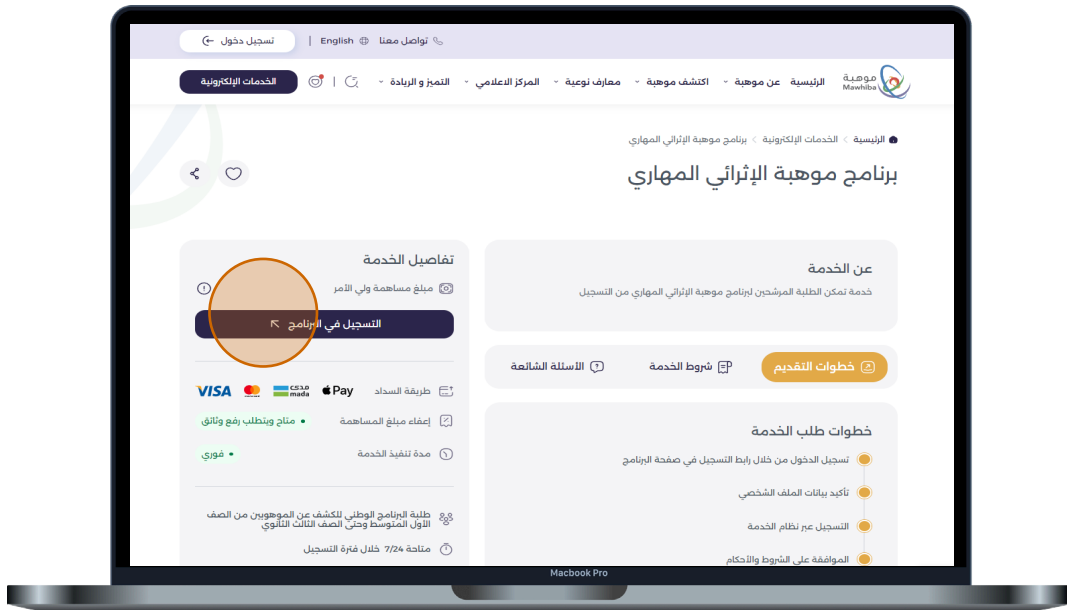 تواصل معنا
English
|
تسجيل دخول
موهبة
Mawhiba
الرئيسية
عن موهبة
اكتشف موهبة
معارف نوعية
المركز الاعلامي
التميز و الريادة
|
الخدمات الإلكترونية
الرئيسية > الخدمات الإلكترونية > برنامج موهبة الإثرائي المهاري
برنامج موهبة الإثرائي المهاري
عن الخدمة
خدمة تمكن الطلبة المرشحين لبرنامج موهبة الإثرائي المهاري من التسجيل
خطوات التقديم
شروط الخدمة
الأسئلة الشائعة
خطوات طلب الخدمة
تسجيل الدخول من خلال رابط التسجيل في صفحة البرنامج
تأكيد بيانات الملف الشخصي
التسجيل عبر نظام الخدمة
الموافقة على الشروط والأحكام
تفاصيل الخدمة
مبلغ مساهمة ولي الأمر
التسجيل في البرنامج
طريقة السداد
Pay
مدى
mada
VISA
إعفاء مبلغ المساهمة
متاح ويتطلب رفع وثائق
مدة تنفيذ الخدمة
فوري
طلبة البرنامج الوطني للكشف عن الموهوبين من الصف
الأول المتوسط وحتى الصف الثالث الثانوي
متاحة 7/24 خلال فترة التسجيل
Macbook Pro